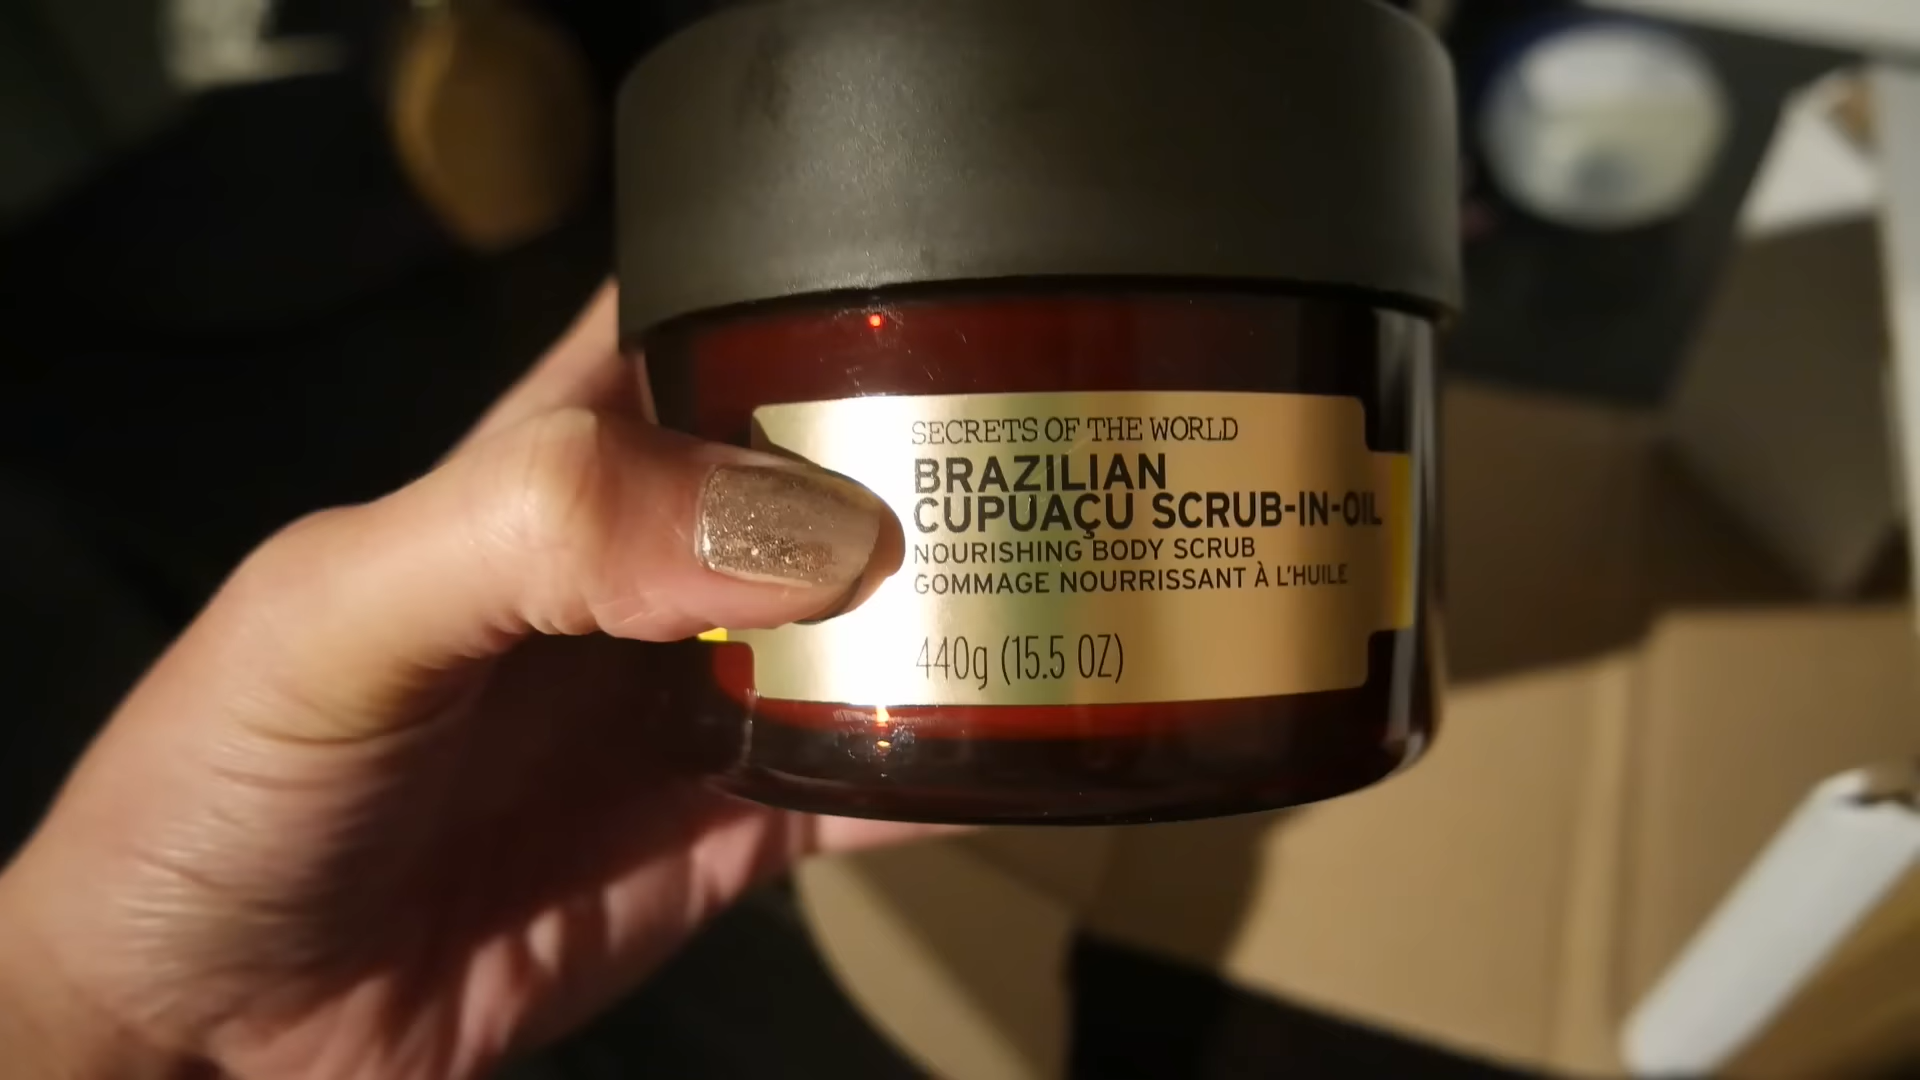 SECRETS OF THE WORLD
BRAZILIAN
CUPUAÇU SCRUB-IN-OIL
NOURISHING BODY SCRUB
GOMMAGE NOURRISSANT À L'HUILE
440g (15.5 OZ)